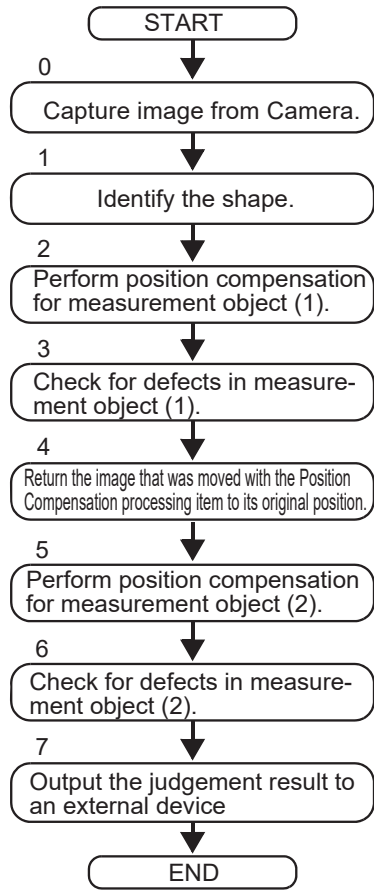 START
0
Capture image from Camera.
1
Identify the shape.
2
Perform position compensation
for measurement object (1).
3
Check for defects in measure-
ment object (1).
4
Return the image that was moved with the Position
Compensation processing item to its original position.
5
Perform position compensation
for measurement object (2).
6
Check for defects in measure-
ment object (2).
7
Output the judgement result to
an external device
END